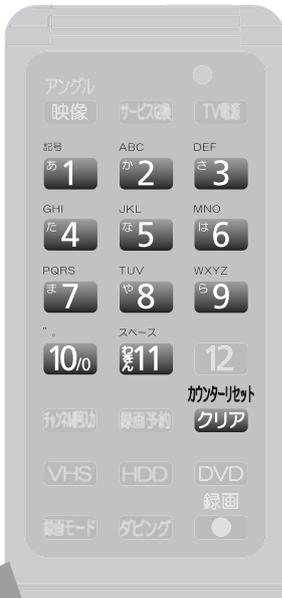 アングル
映像 サービス切換 TV電源
記号 ABC DEF
あ1 か2 さ3
GHI JKL MNO
た4 な5 は6
PQRS TUV WXYZ
ま7 や8 ら9
゛。 スペース
10/0 わをん11 12
カウンターリセット
チャンネル番号入力 録画予約 クリア
VHS HDD DVD
録画
録画モード ダビング